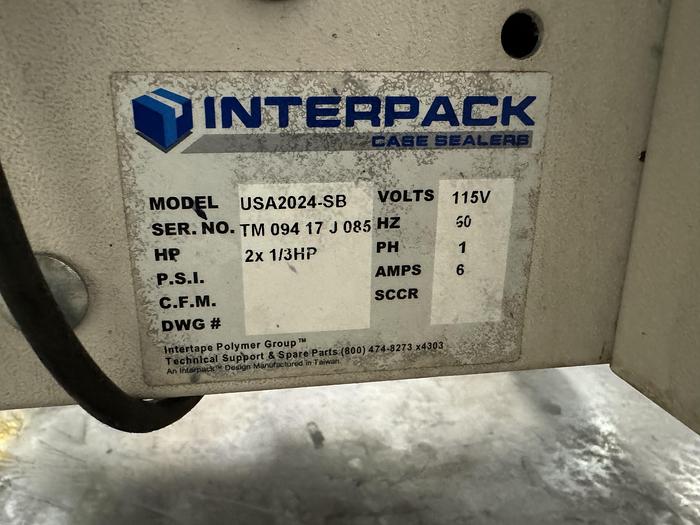 INTERPACK
CASE SEALERS
MODEL USA2024-SB VOLTS 115V
SER. NO. TM 094 17 J 085 HZ 60
HP 2x 1/3HP PH 1
P.S.I. AMPS 6
C.F.M. SCCR
DWG #
Intertape Polymer Group™
Technical Support & Spare Parts (800) 474-8273 x4303
An Interpack™ Design Manufactured in Taiwan